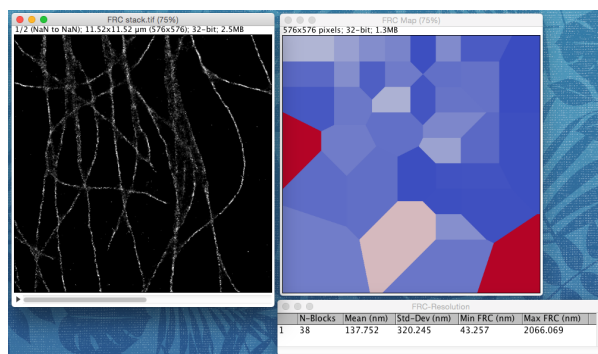 FRC stack.tif (75%)
1/2 (NaN to NaN); 11.52x11.52 µm (576x576); 32-bit; 2.5MB
FRC Map (75%)
576x576 pixels; 32-bit; 1.3MB
FRC-Resolution
N-Blocks Mean (nm) Std-Dev (nm) Min FRC (nm) Max FRC (nm)
1 38 137.752 320.245 43.257 2066.069